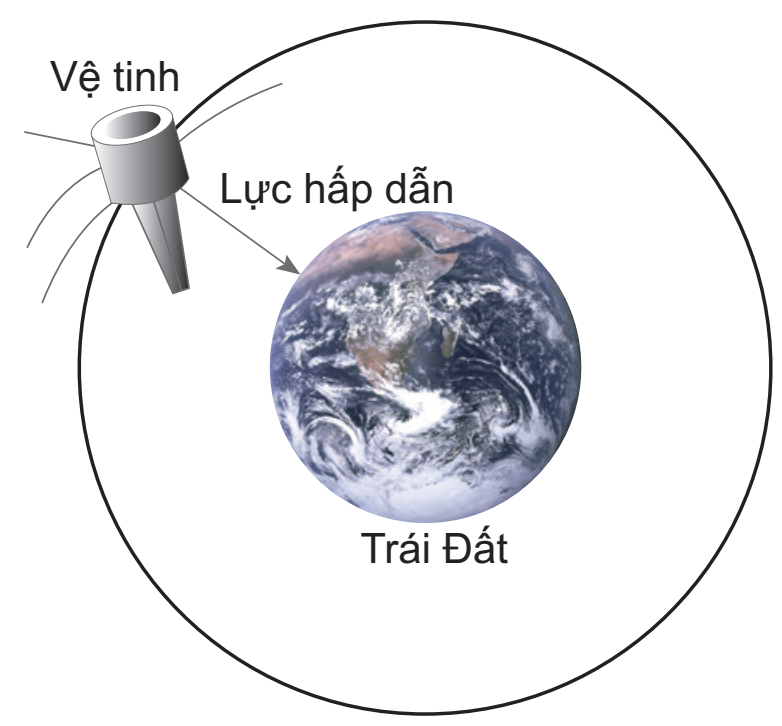 Vệ tinh
Lực hấp dẫn
Trái Đất